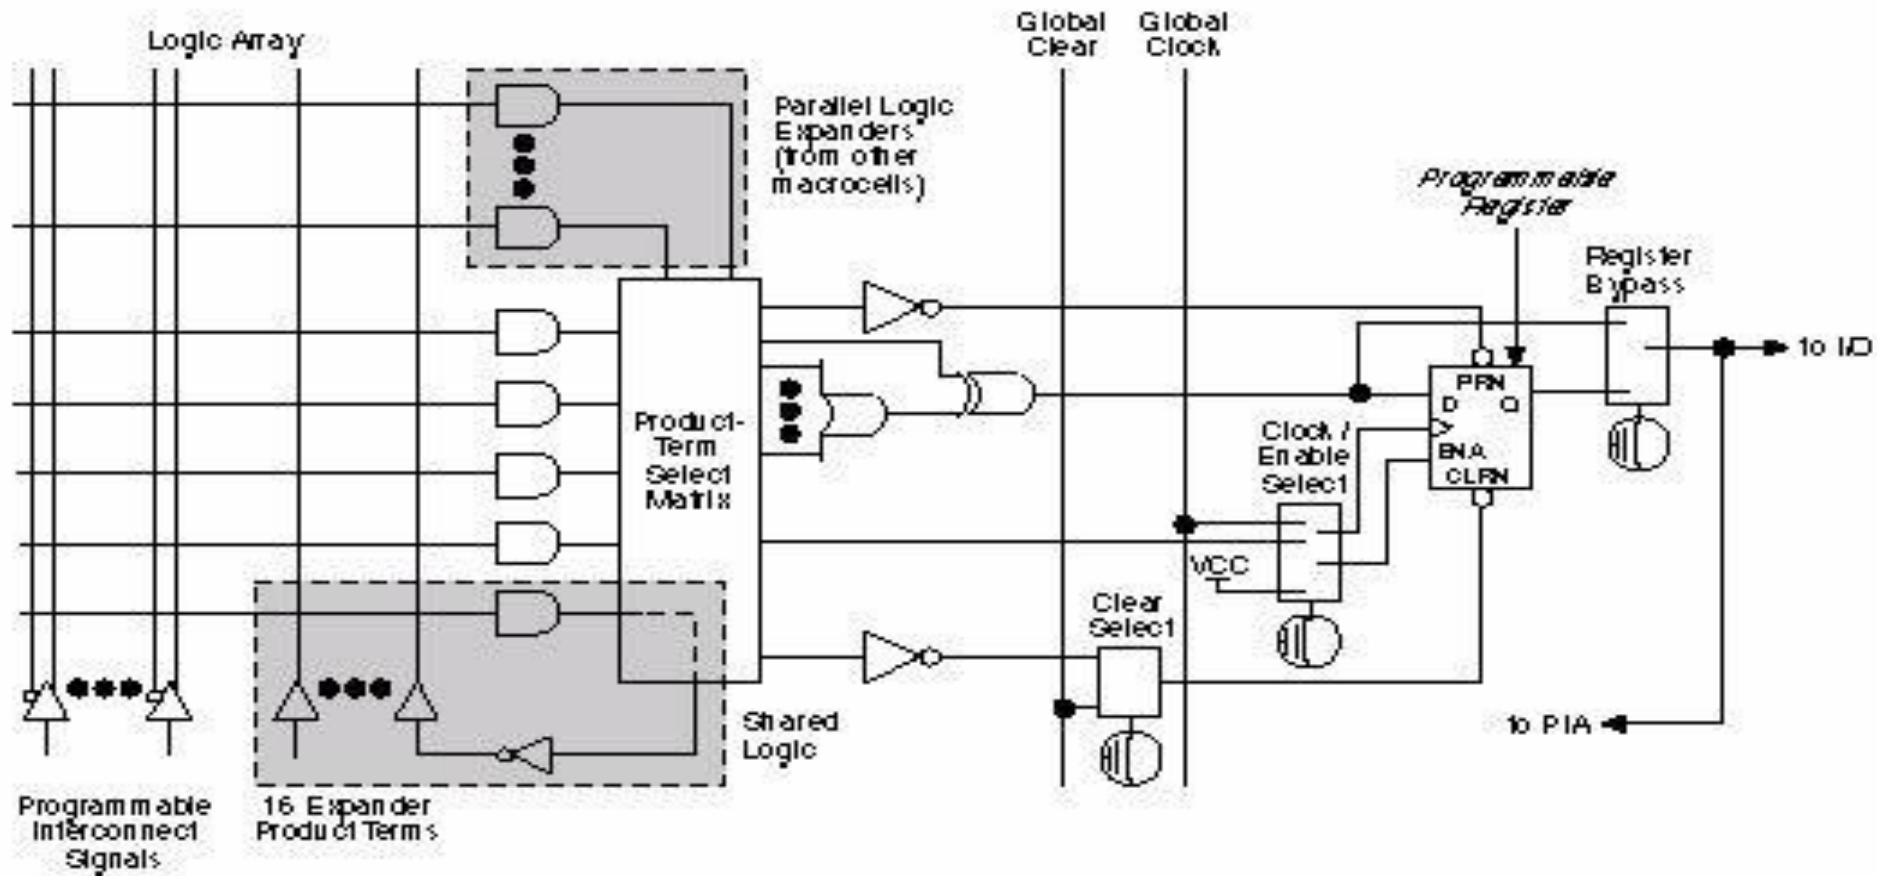 Logic Array
Global
Clear
Global
Clock
Parallel Logic
Expanders
(from other
macrocells)
Programmable
Register
Register
Bypass
to I/O
PRN
D Q
ENA
CLRN
Clock /
Enable
Select
Product-
Term
Select
Matrix
VCC
Clear
Select
Shared
Logic
to PIA
Programmable
Interconnect
Signals
16 Expander
Product Terms